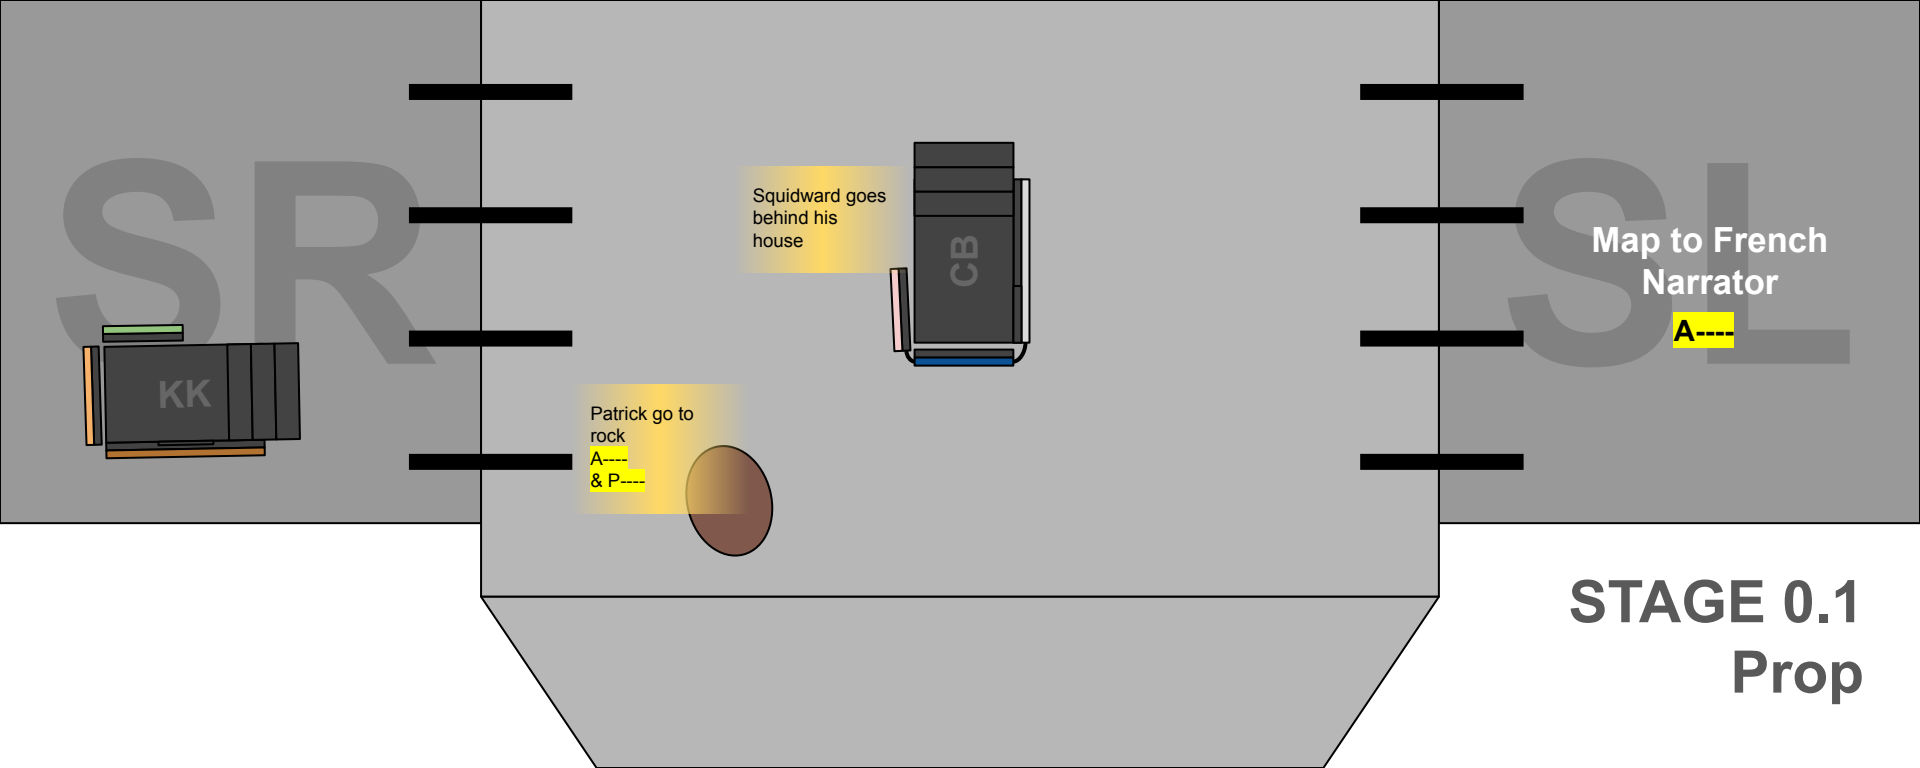 SR
SL
Squidward goes
behind his
house
CB
Map to French
Narrator
A----
KK
Patrick go to
rock
A----
& P----
STAGE 0.1
Prop